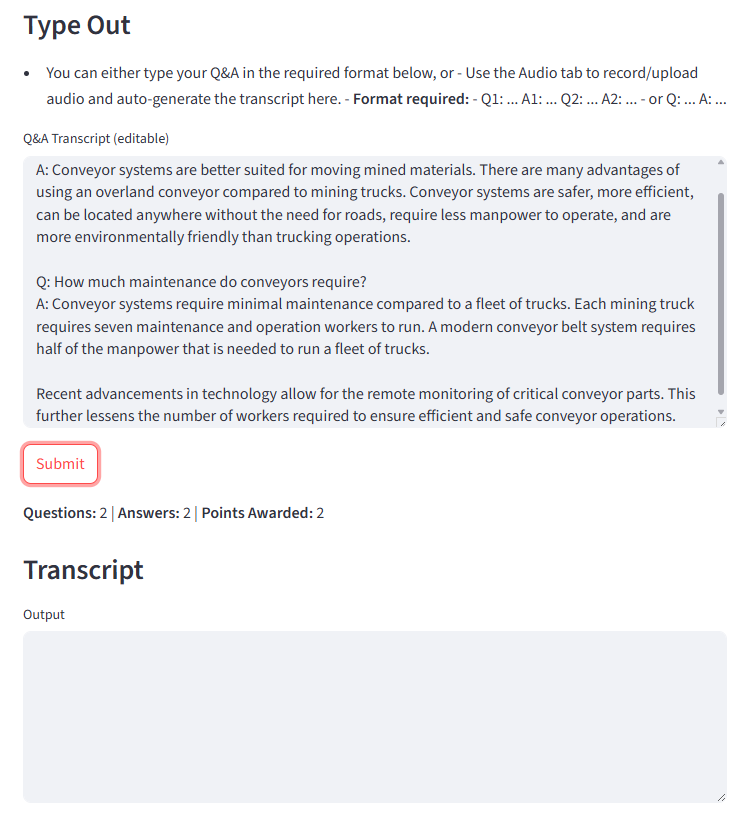 Type Out
• You can either type your Q&A in the required format below, or - Use the Audio tab to record/upload
audio and auto-generate the transcript here. - Format required: - Q1: ... A1: ... Q2: ... A2: ... - or Q: ... A: ...
Q&A Transcript (editable)
A: Conveyor systems are better suited for moving mined materials. There are many advantages of
using an overland conveyor compared to mining trucks. Conveyor systems are safer, more efficient,
can be located anywhere without the need for roads, require less manpower to operate, and are
more environmentally friendly than trucking operations.
Q: How much maintenance do conveyors require?
A: Conveyor systems require minimal maintenance compared to a fleet of trucks. Each mining truck
requires seven maintenance and operation workers to run. A modern conveyor belt system requires
half of the manpower that is needed to run a fleet of trucks.
Recent advancements in technology allow for the remote monitoring of critical conveyor parts. This
further lessens the number of workers required to ensure efficient and safe conveyor operations.
Submit
Questions: 2 | Answers: 2 | Points Awarded: 2
Transcript
Output